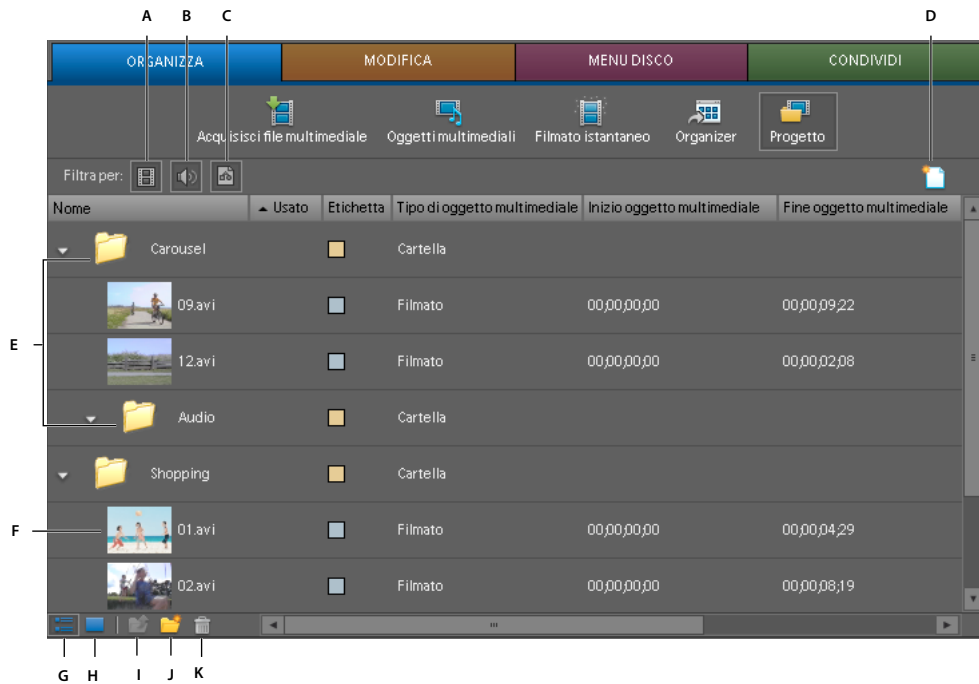 A B C D
ORGANIZZA MODIFICA MENU DISCO CONDIVIDI
Acquisisci file multimediale Oggetti multimediali Filmato istantaneo Organizer Progetto
Filtra per:
Nome Usato Etichetta Tipo di oggetto multimediale Inizio oggetto multimediale Fine oggetto multimediale
Carousel Cartella
09.avi Filmato 00;00;00;00 00;00;09;22
E
12.avi Filmato 00;00;00;00 00;00;02;08
Audio Cartella
Shopping Cartella
F 01.avi Filmato 00;00;00;00 00;00;04;29
02.avi Filmato 00;00;00;00 00;00;08;19
G H I J K